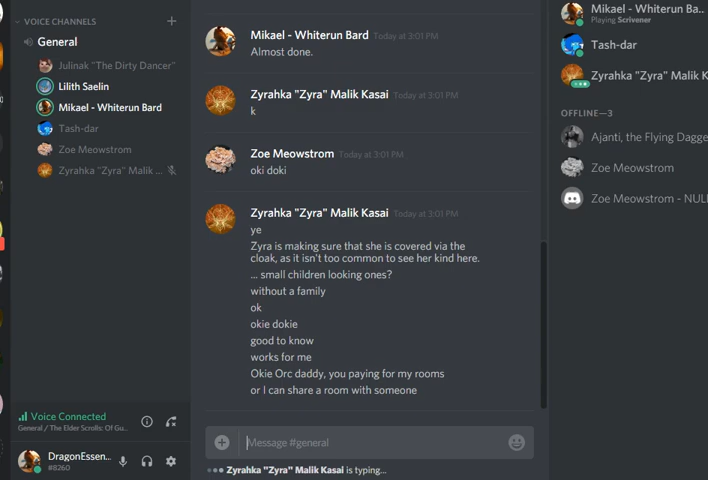 VOICE CHANNELS
General
Julinak "The Dirty Dancer"
Lilith Saelin
Mikael - Whiterun Bard
Tash-dar
Zoe Meowstrom
Zyrahka "Zyra" Malik ...
Voice Connected
General / The Elder Scrolls: Of Gu...
DragonEssen...
#8260
Mikael - Whiterun Bard Today at 3:01 PM
Almost done.
Zyrahka "Zyra" Malik Kasai Today at 3:01 PM
k
Zoe Meowstrom Today at 3:01 PM
oki doki
Zyrahka "Zyra" Malik Kasai Today at 3:01 PM
ye
Zyra is making sure that she is covered via the
cloak, as it isn't too common to see her kind here.
... small children looking ones?
without a family
ok
okie dokie
good to know
works for me
Okie Orc daddy, you paying for my rooms
or I can share a room with someone
Message #general
Zyrahka "Zyra" Malik Kasai is typing...
Mikael - Whiterun Ba...
Playing Scrivener
Tash-dar
Zyrahka "Zyra" Malik K
OFFLINE—3
Ajanti, the Flying Dagge
Zoe Meowstrom
Zoe Meowstrom - NUL